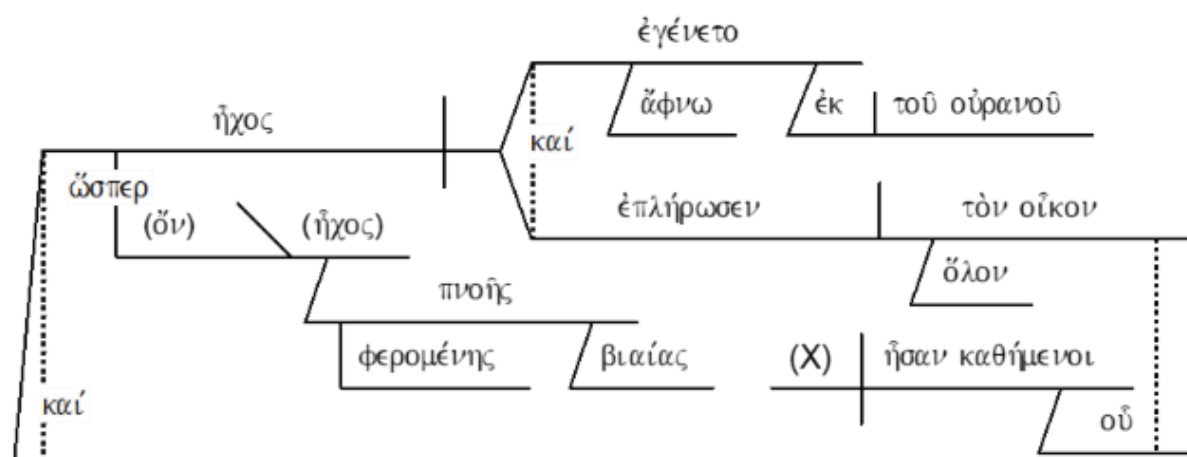 ἐγένετο
ἄφνω ἐκ τοῦ οὐρανοῦ
ἦχος
καί
ὥσπερ
ἐπλήρωσεν τὸν οἶκον
(ὄν) (ἦχος)
ὅλον
πνοῆς
φερομένης βιαίας (X) ἦσαν καθήμενοι
καί
οὗ